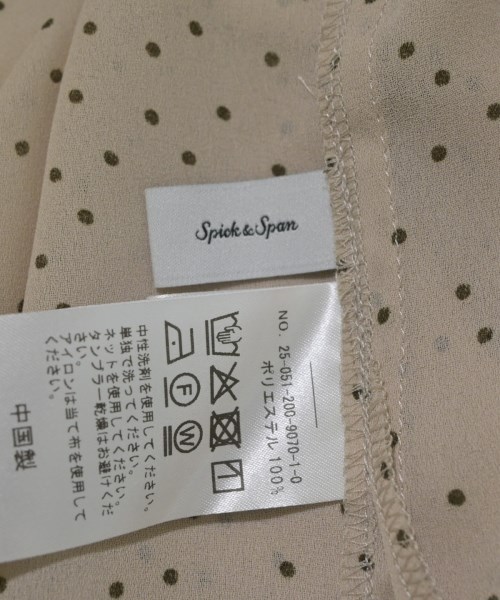 Spick & Span
NO. 25-051-200-9070-1-0
ポリエステル 100%
F
W
中性洗剤を使用してください。
単独で洗ってください。
ネットを使用してください。
タンブラー乾燥はお避けくだ
さい。
アイロンは当て布を使用して
ください。
中国製